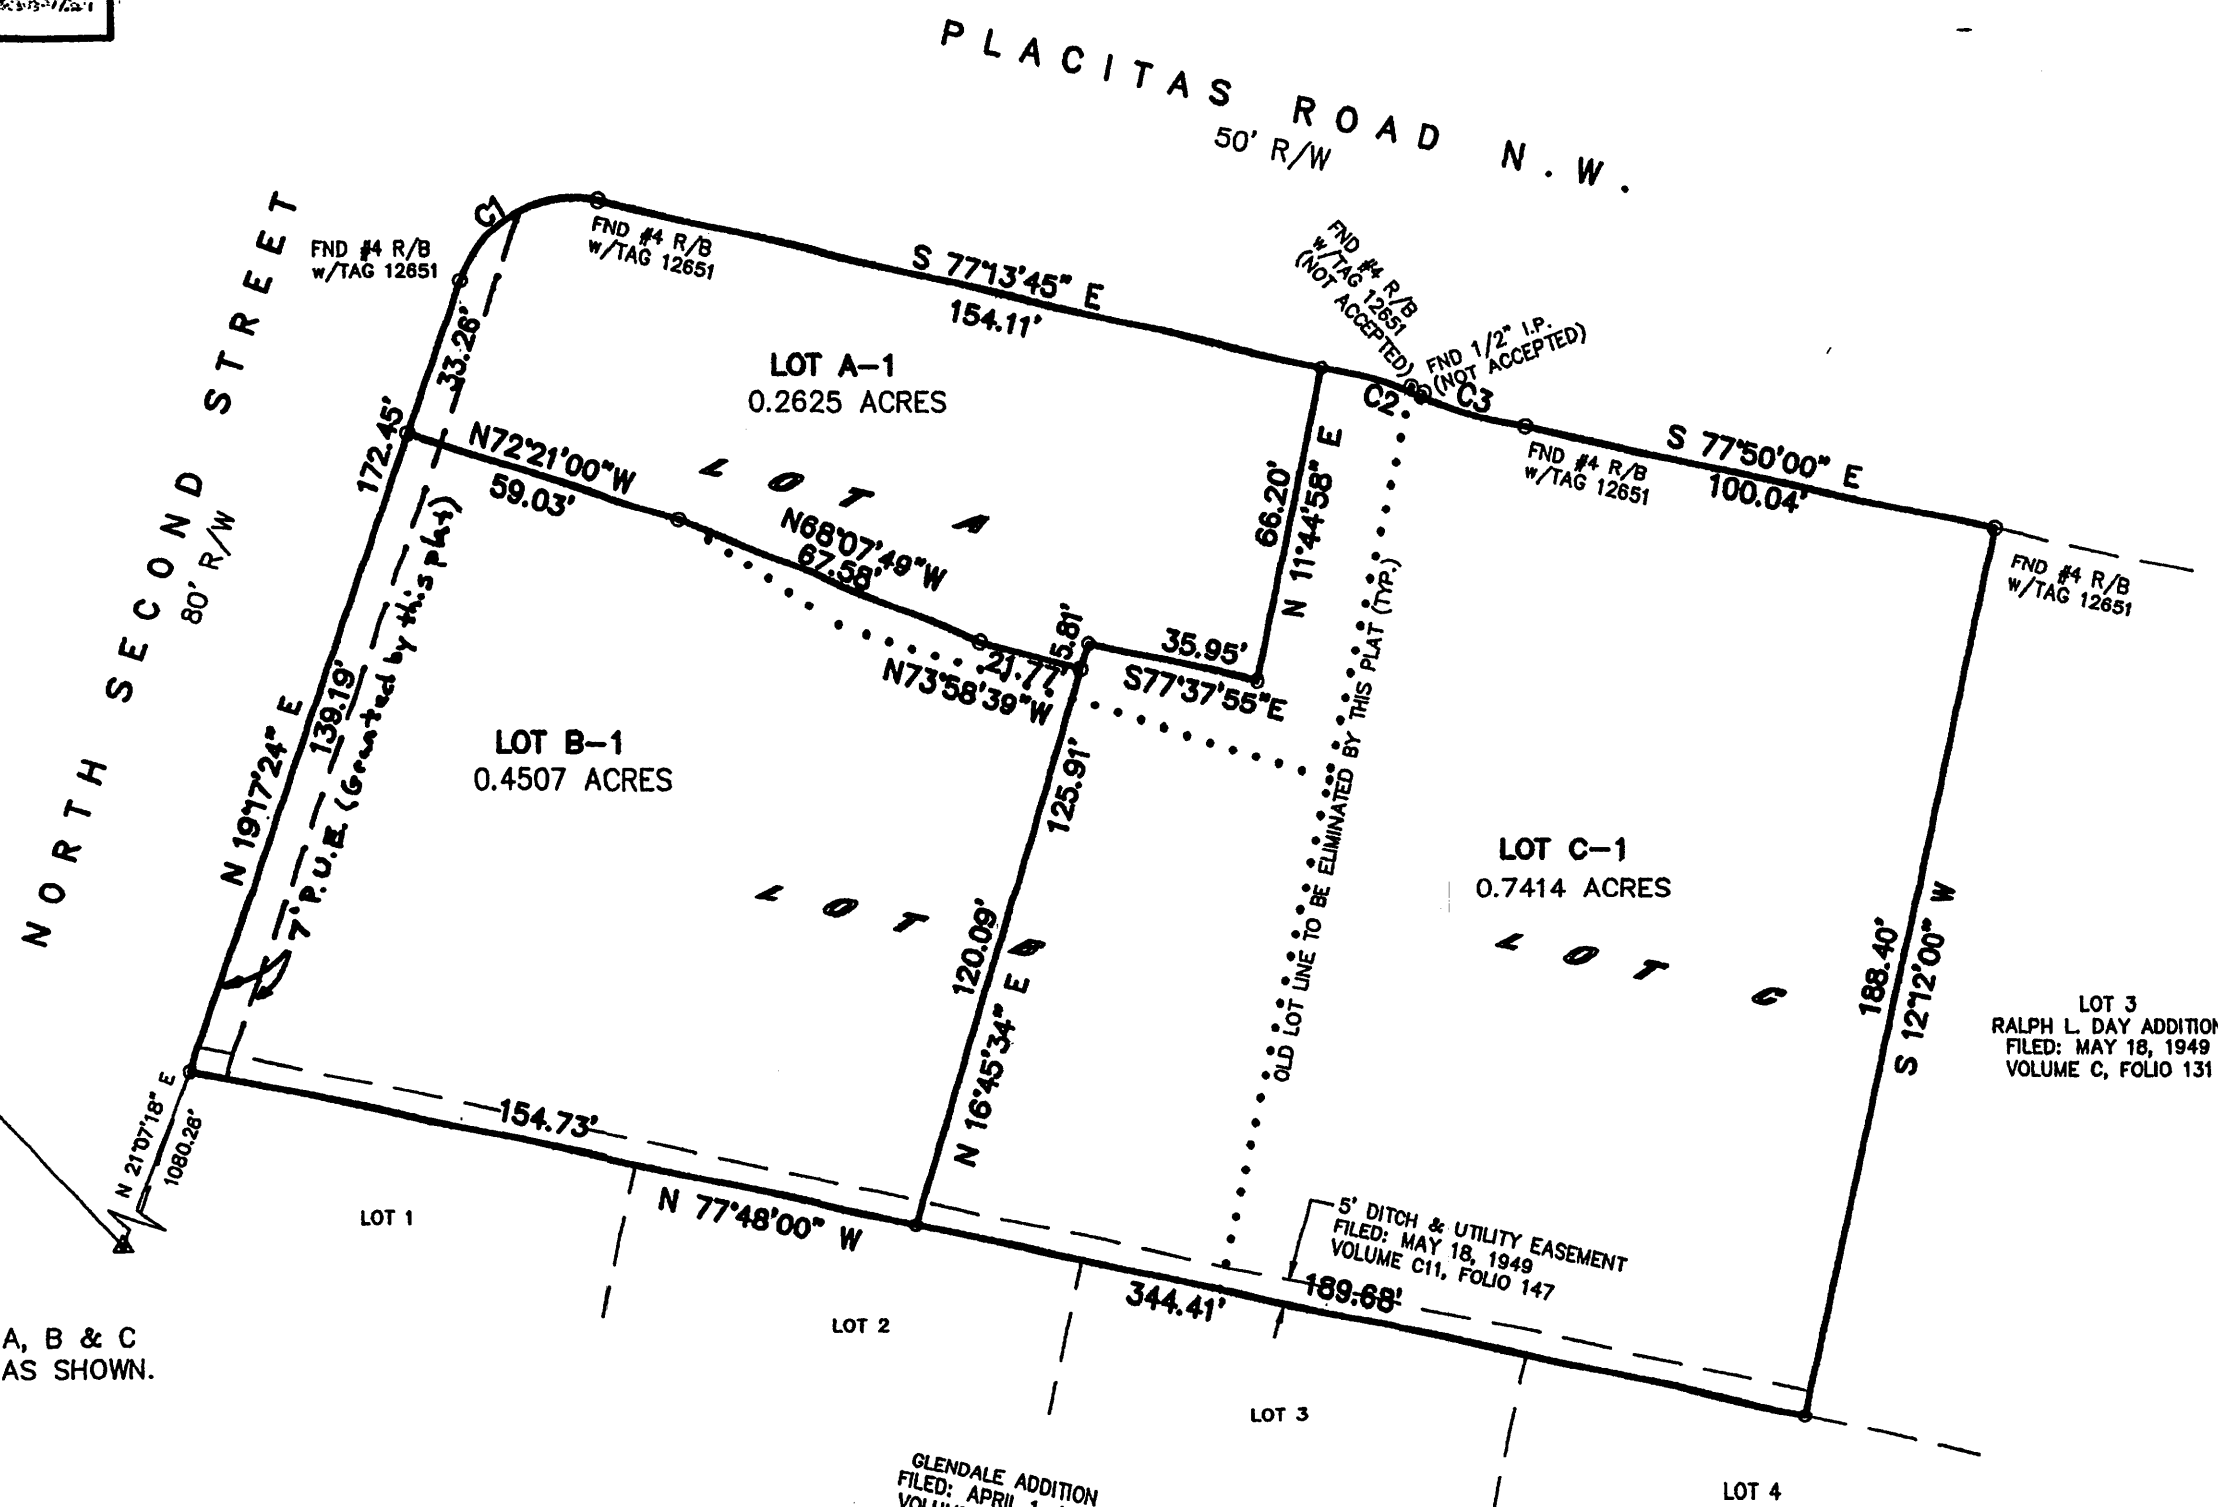 PLACITAS ROAD N.W.
50' R/W
NORTH SECOND STREET
80' R/W
C1
FND #4 R/B
w/TAG 12651
FND #4 R/B
w/TAG 12651
S 77°13'45" E
154.11'
FND #4 R/B
w/TAG 12651
(NOT ACCEPTED)
FND 1/2" I.P.
(NOT ACCEPTED)
C2
C3
S 77°50'00" E
100.04'
FND #4 R/B
w/TAG 12651
FND #4 R/B
w/TAG 12651
LOT A-1
0.2625 ACRES
33.26'
172.45'
N72°21'00"W
59.03'
LOT A
N68°07'49"W
67.58'
66.20'
N 11°44'58" E
5.81'
35.95'
S77°37'55"E
21.77'
N73°58'39"W
OLD LOT LINE TO BE ELIMINATED BY THIS PLAT (TYP.)
139.19'
N 19°17'24" E
7' P.U.E. (Granted by this plat)
LOT B-1
0.4507 ACRES
125.91'
LOT B
120.09'
N 16°45'34" E
LOT C-1
0.7414 ACRES
LOT C
188.40'
S 12°12'00" W
LOT 3
RALPH L. DAY ADDITION
FILED: MAY 18, 1949
VOLUME C, FOLIO 131
N 21°07'18" E
1080.28'
154.73'
N 77°48'00" W
LOT 1
5' DITCH & UTILITY EASEMENT
FILED: MAY 18, 1949
VOLUME C11, FOLIO 147
189.68'
344.41'
LOT 2
A, B & C
AS SHOWN.
LOT 3
LOT 4
GLENDALE ADDITION
FILED: APRIL 1,